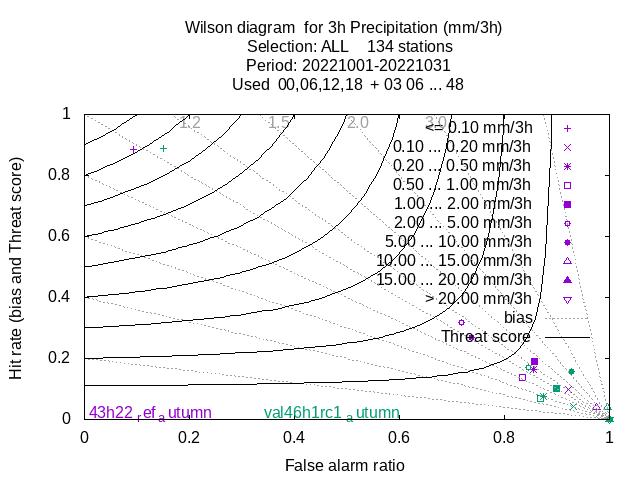 Wilson diagram  for 3h Precipitation (mm/3h)
Selection: ALL    134 stations
Period: 20221001-20221031
Used  00,06,12,18  + 03 06 ... 48
1.2 1.5 2.0 3.0
<= 0.10 mm/3h
0.10 ... 0.20 mm/3h
0.20 ... 0.50 mm/3h
0.50 ... 1.00 mm/3h
1.00 ... 2.00 mm/3h
2.00 ... 5.00 mm/3h
5.00 ... 10.00 mm/3h
10.00 ... 15.00 mm/3h
15.00 ... 20.00 mm/3h
> 20.00 mm/3h
bias
Threat score
1
0.8
0.6
0.4
0.2
0
Hit rate (bias and Threat score)
43h22ref autumn val46h1rc1 autumn
0 0.2 0.4 0.6 0.8 1
False alarm ratio